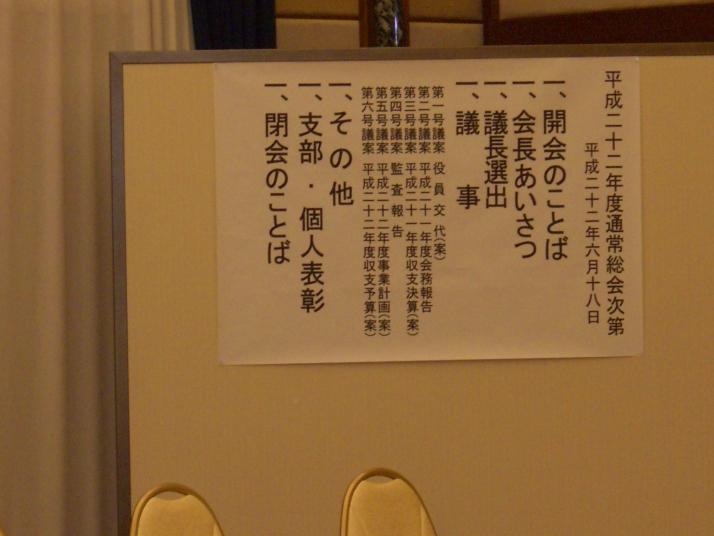 平成二十二年度通常総会次第
平成二十二年六月十八日
一、開会のことば
一、会長あいさつ
一、議長選出
一、議　事
第一号議案 役員交代(案)
第二号議案 平成二十一年度会務報告
第三号議案 平成二十一年度収支決算(案)
第四号議案 監査報告
第五号議案 平成二十二年度事業計画(案)
第六号議案 平成二十二年度収支予算(案)
一、その他
一、支部・個人表彰
一、閉会のことば